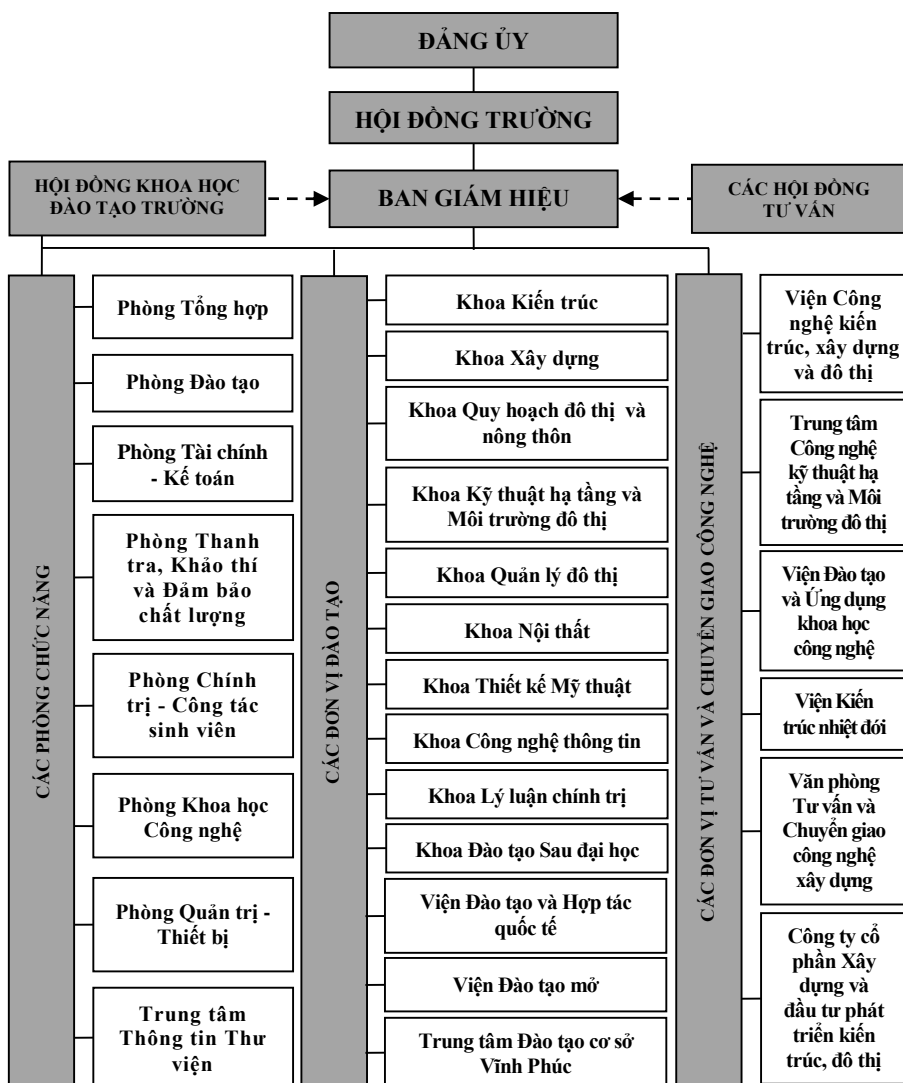 ĐẢNG ỦY
HỘI ĐỒNG TRƯỜNG
HỘI ĐỒNG KHOA HỌC
ĐÀO TẠO TRƯỜNG
BAN GIÁM HIỆU
CÁC HỘI ĐỒNG
TƯ VẤN
CÁC PHÒNG CHỨC NĂNG
Phòng Tổng hợp
Phòng Đào tạo
Phòng Tài chính
- Kế toán
Phòng Thanh
tra, Khảo thí
và Đảm bảo
chất lượng
Phòng Chính
trị - Công tác
sinh viên
Phòng Khoa học
Công nghệ
Phòng Quản trị -
Thiết bị
Trung tâm
Thông tin Thư
viện
CÁC ĐƠN VỊ ĐÀO TẠO
Khoa Kiến trúc
Khoa Xây dựng
Khoa Quy hoạch đô thị và
nông thôn
Khoa Kỹ thuật hạ tầng và
Môi trường đô thị
Khoa Quản lý đô thị
Khoa Nội thất
Khoa Thiết kế Mỹ thuật
Khoa Công nghệ thông tin
Khoa Lý luận chính trị
Khoa Đào tạo Sau đại học
Viện Đào tạo và Hợp tác
quốc tế
Viện Đào tạo mở
Trung tâm Đào tạo cơ sở
Vĩnh Phúc
CÁC ĐƠN VỊ TƯ VẤN VÀ CHUYỂN GIAO CÔNG NGHỆ
Viện Công
nghệ kiến
trúc, xây dựng
và đô thị
Trung tâm
Công nghệ
kỹ thuật hạ
tầng và Môi
trường đô thị
Viện Đào tạo
và Ứng dụng
khoa học
công nghệ
Viện Kiến
trúc nhiệt đới
Văn phòng
Tư vấn và
Chuyển giao
công nghệ
xây dựng
Công ty cổ
phần Xây
dựng và
đầu tư phát
triển kiến
trúc, đô thị